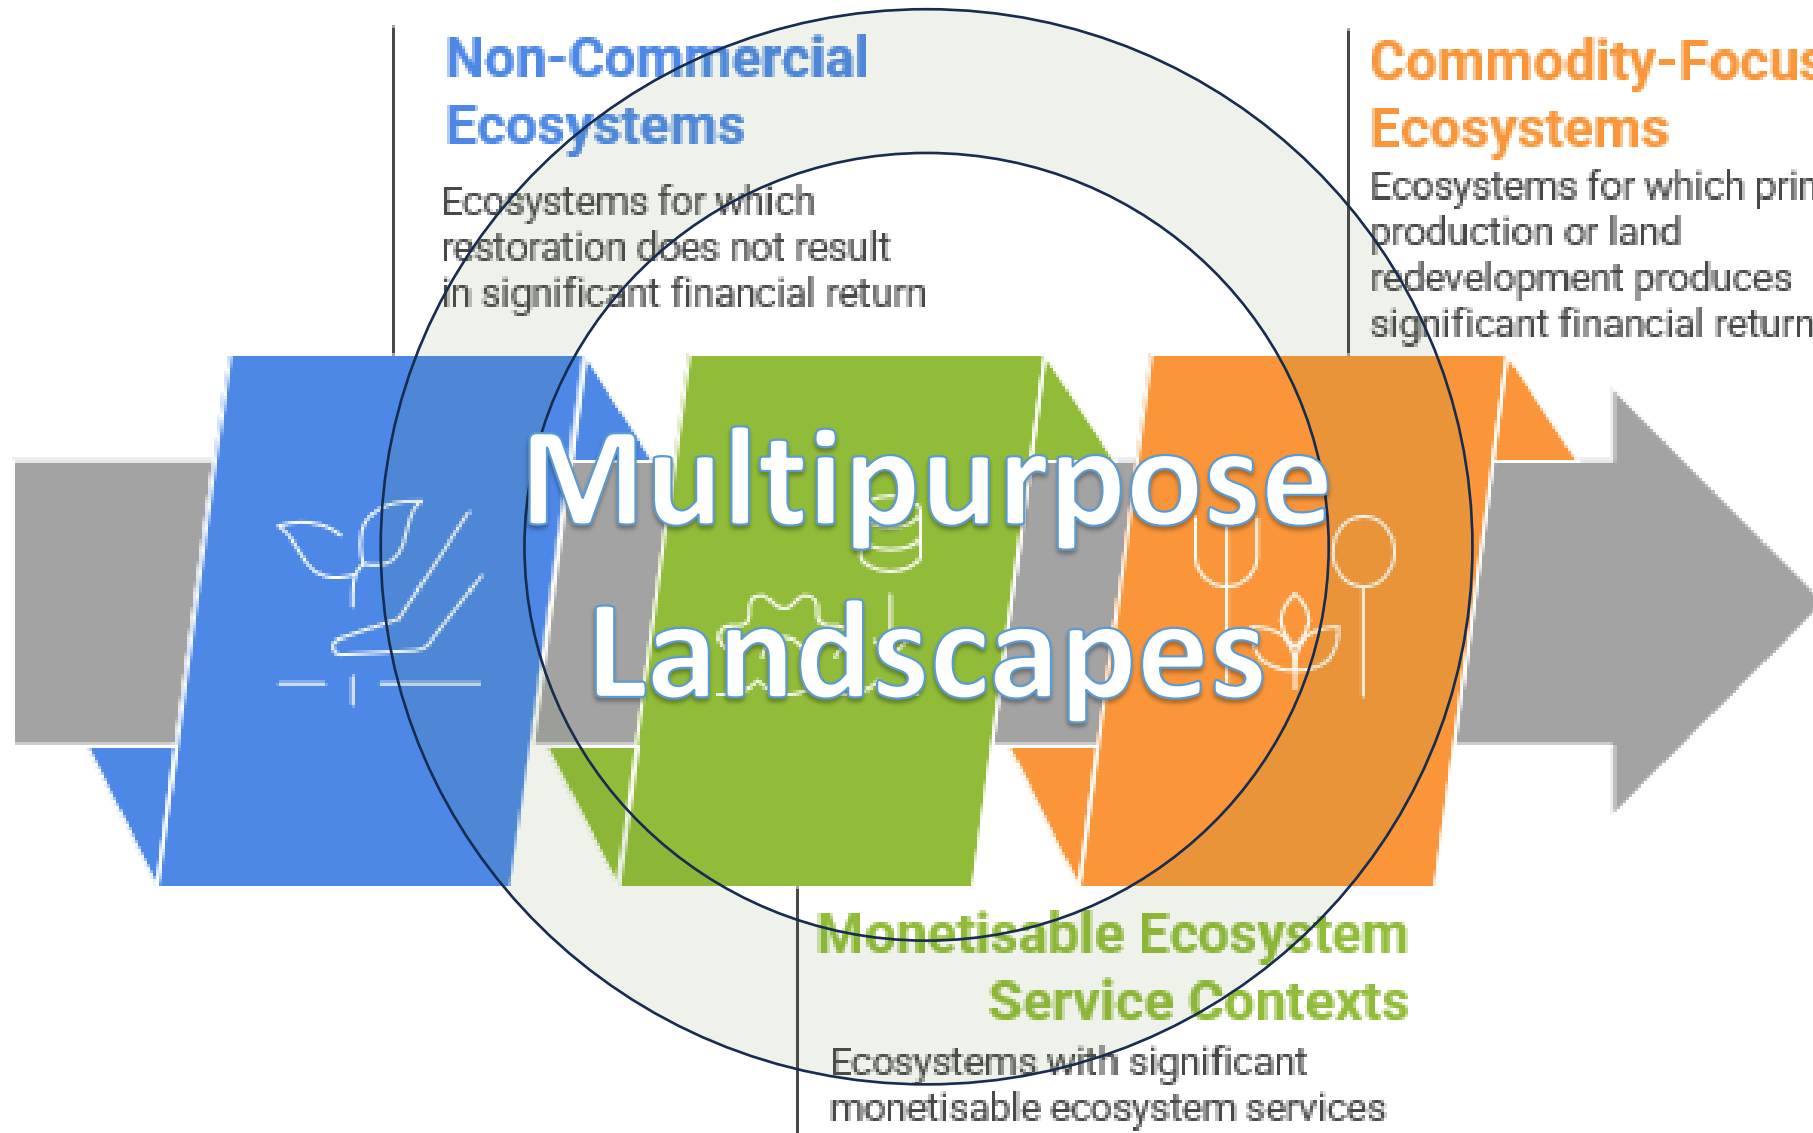 Non-Commercial
Ecosystems
Ecosystems for which
restoration does not result
in significant financial return
Commodity-Focus
Ecosystems
Ecosystems for which
production or land
redevelopment produces
significant financial return
Multipurpose
Landscapes
Monetisable Ecosystem
Service Contexts
Ecosystems with significant
monetisable ecosystem services